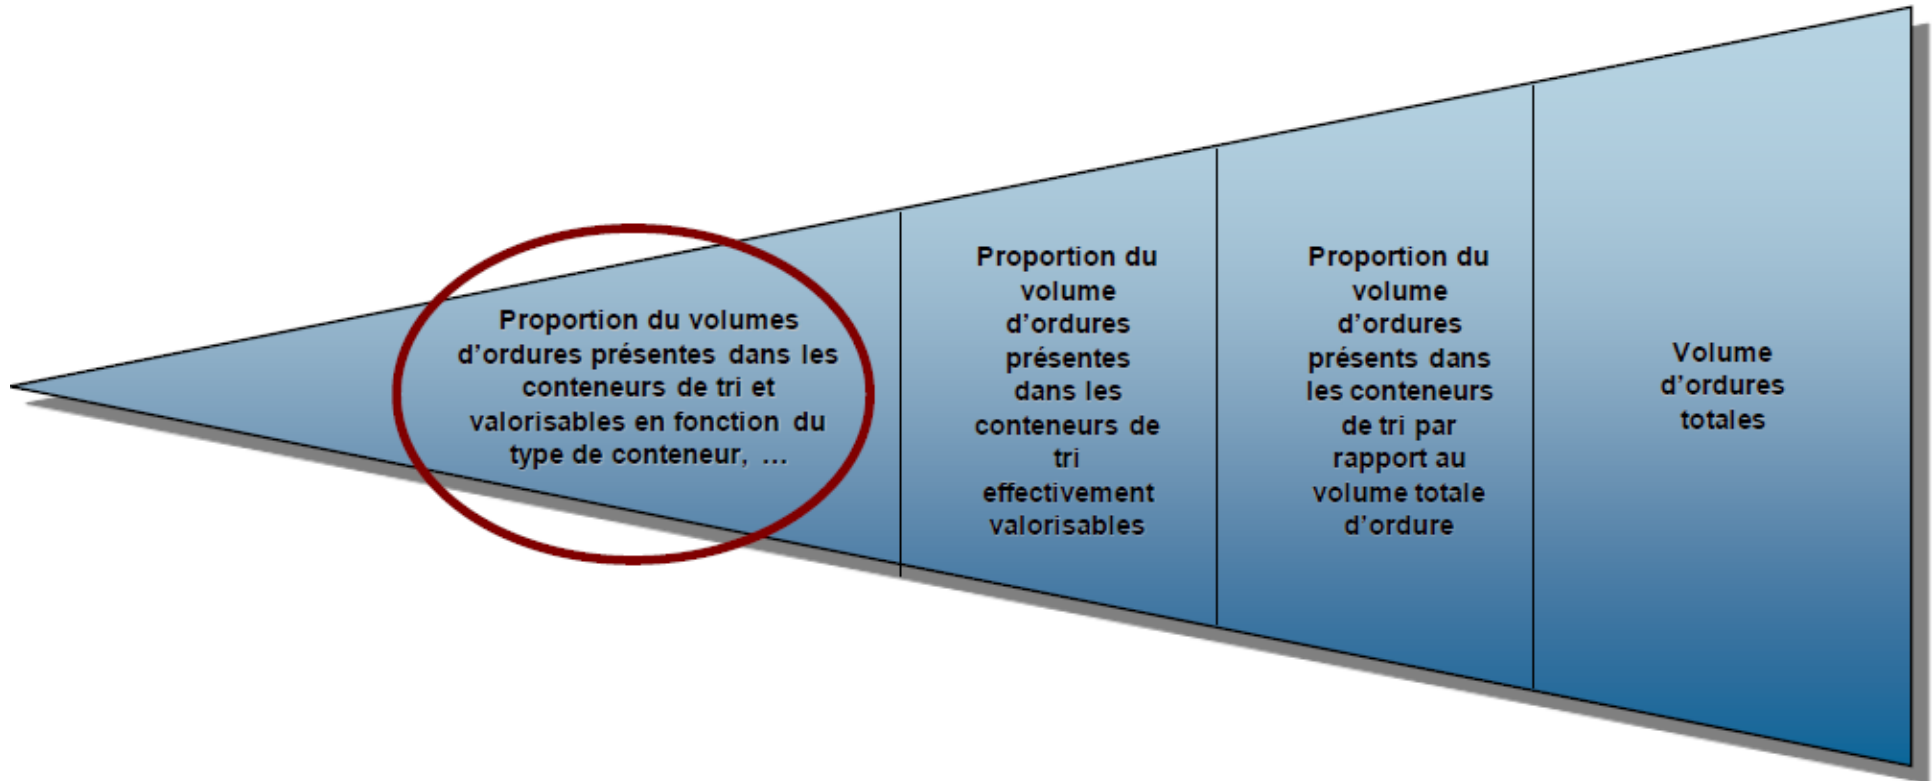 Proportion du volumes
d'ordures présentes dans les
conteneurs de tri et
valorisables en fonction du
type de conteneur, ...
Proportion du
volume
d'ordures
présentes
dans les
conteneurs de
tri
effectivement
valorisables
Proportion du
volume
d'ordures
présents dans
les conteneurs
de tri par
rapport au
volume totale
d'ordure
Volume
d'ordures
totales